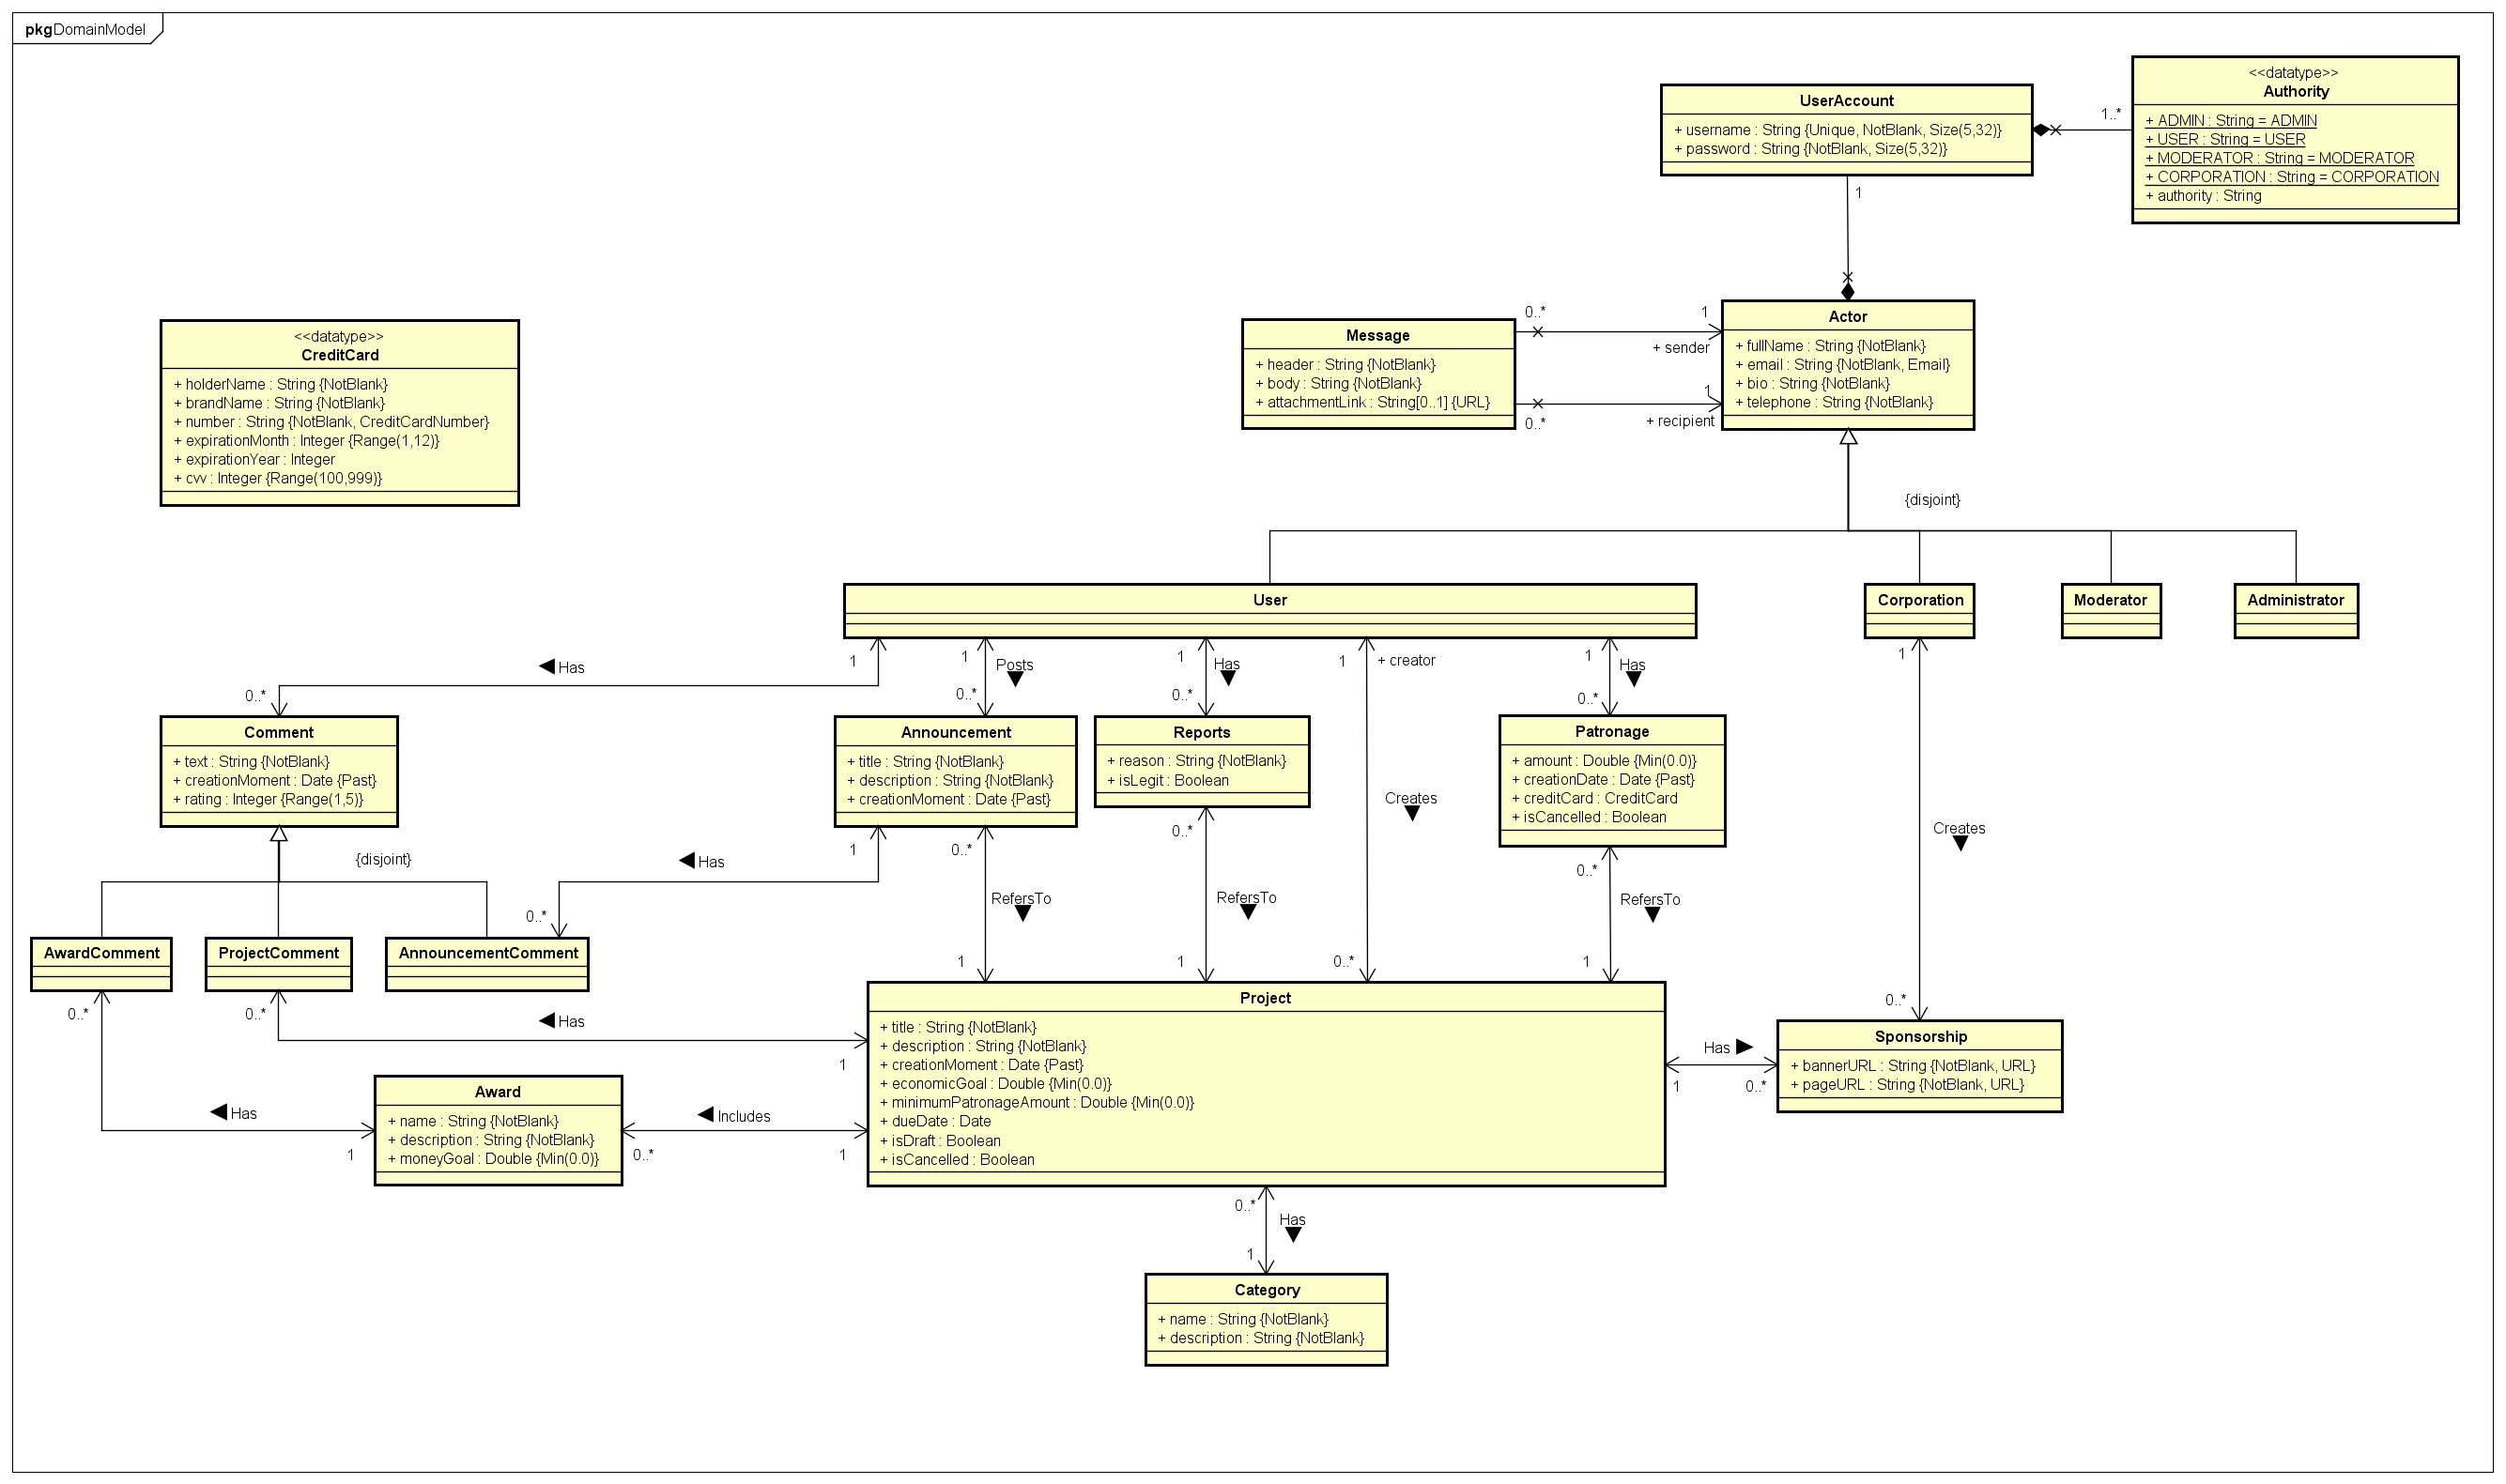 pkg DomainModel
<<datatype>>
Authority
+ ADMIN : String = ADMIN
+ USER : String = USER
+ MODERATOR : String = MODERATOR
+ CORPORATION : String = CORPORATION
+ authority : String
UserAccount
+ username : String {Unique, NotBlank, Size(5,32)}
+ password : String {NotBlank, Size(5,32)}
1..*
1
<<datatype>>
CreditCard
+ holderName : String {NotBlank}
+ brandName : String {NotBlank}
+ number : String {NotBlank, CreditCardNumber}
+ expirationMonth : Integer {Range(1,12)}
+ expirationYear : Integer
+ cvv : Integer {Range(100,999)}
Message
+ header : String {NotBlank}
+ body : String {NotBlank}
+ attachmentLink : String[0..1] {URL}
0..*
1
+ sender
1
0..*
+ recipient
Actor
+ fullName : String {NotBlank}
+ email : String {NotBlank, Email}
+ bio : String {NotBlank}
+ telephone : String {NotBlank}
{disjoint}
User
Corporation
Moderator
Administrator
Has
1
0..*
1
Posts
0..*
1
Has
0..*
1
+ creator
1
Has
0..*
1
Comment
+ text : String {NotBlank}
+ creationMoment : Date {Past}
+ rating : Integer {Range(1,5)}
Announcement
+ title : String {NotBlank}
+ description : String {NotBlank}
+ creationMoment : Date {Past}
Reports
+ reason : String {NotBlank}
+ isLegit : Boolean
Patronage
+ amount : Double {Min(0.0)}
+ creationDate : Date {Past}
+ creditCard : CreditCard
+ isCancelled : Boolean
Creates
Creates
{disjoint}
Has
1
0..*
0..*
0..*
0..*
RefersTo
RefersTo
RefersTo
1
1
0..*
1
0..*
AwardComment
ProjectComment
AnnouncementComment
0..*
0..*
Has
1
Project
+ title : String {NotBlank}
+ description : String {NotBlank}
+ creationMoment : Date {Past}
+ economicGoal : Double {Min(0.0)}
+ minimumPatronageAmount : Double {Min(0.0)}
+ dueDate : Date
+ isDraft : Boolean
+ isCancelled : Boolean
Has
1
0..*
Sponsorship
+ bannerURL : String {NotBlank, URL}
+ pageURL : String {NotBlank, URL}
Has
1
Award
+ name : String {NotBlank}
+ description : String {NotBlank}
+ moneyGoal : Double {Min(0.0)}
Includes
0..*
1
0..*
Has
1
Category
+ name : String {NotBlank}
+ description : String {NotBlank}